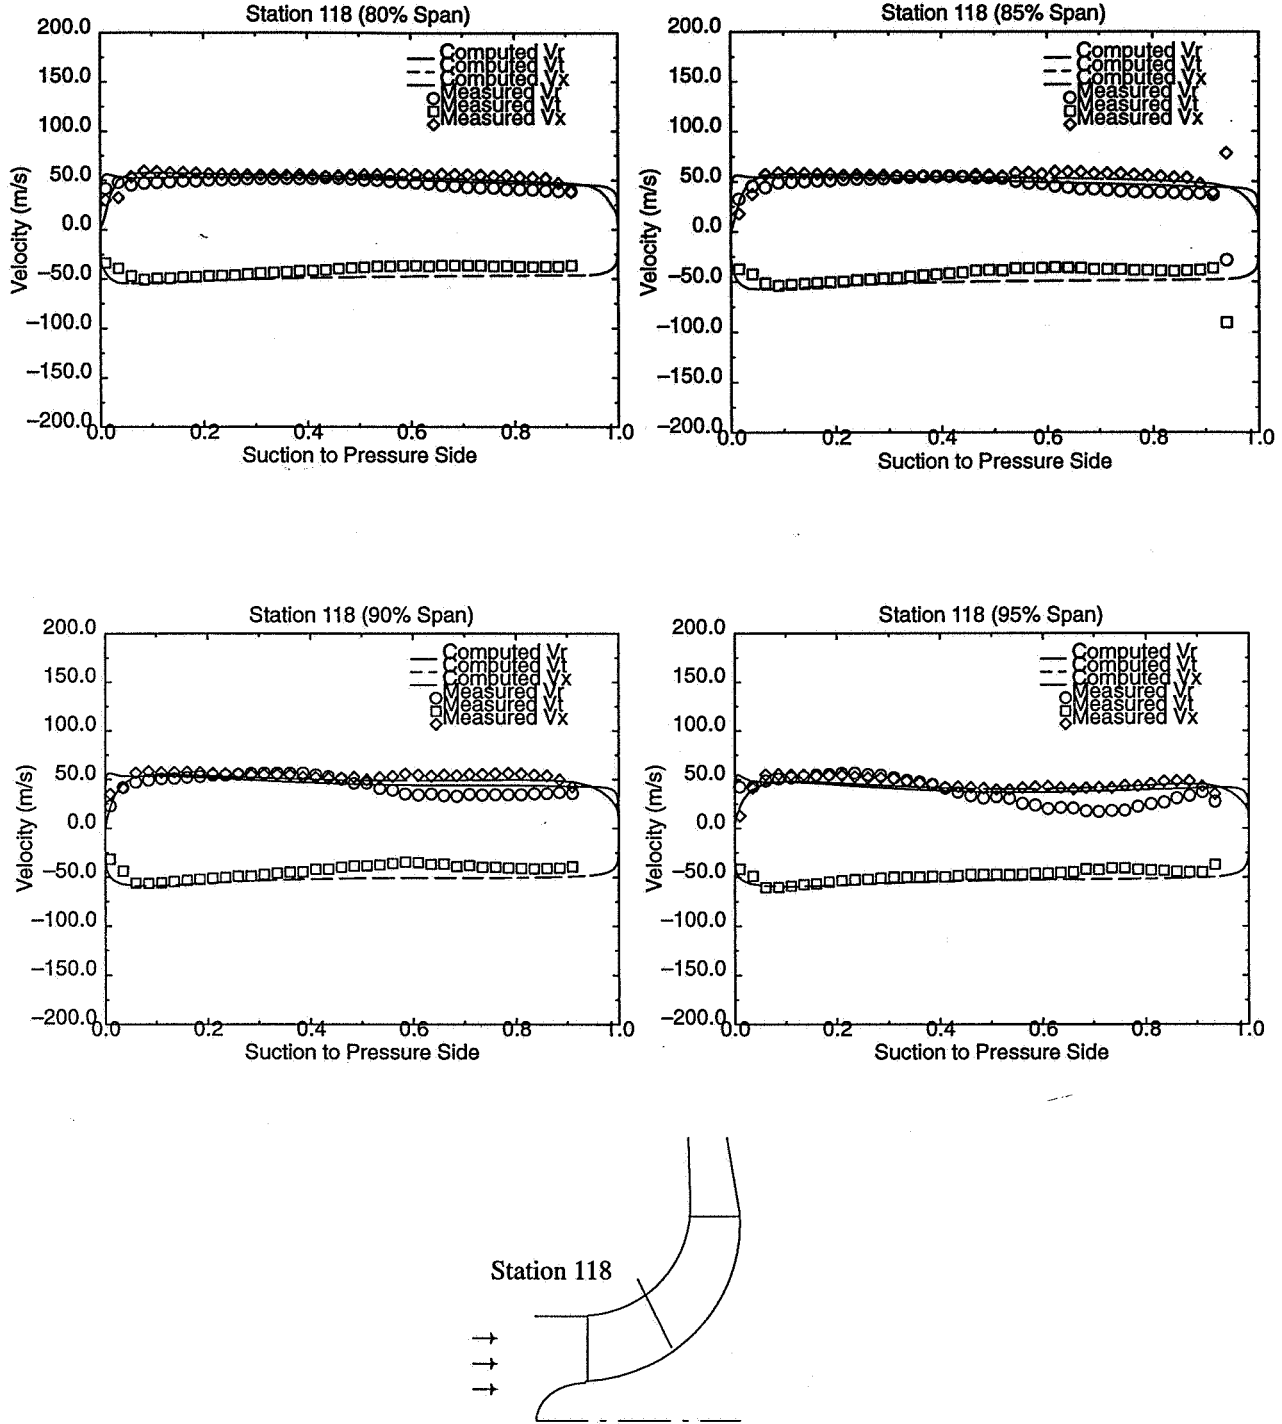 Station 118 (80% Span)
200.0
150.0
100.0
50.0
0.0
−50.0
−100.0
−150.0
−200.0
Velocity (m/s)
Computed Vr
Computed Vt
Computed Vx
Measured Vr
Measured Vt
Measured Vx
0.0 0.2 0.4 0.6 0.8 1.0
Suction to Pressure Side
Station 118 (85% Span)
200.0
150.0
100.0
50.0
0.0
−50.0
−100.0
−150.0
−200.0
Velocity (m/s)
Computed Vr
Computed Vt
Computed Vx
Measured Vr
Measured Vt
Measured Vx
0.0 0.2 0.4 0.6 0.8 1.0
Suction to Pressure Side
Station 118 (90% Span)
200.0
150.0
100.0
50.0
0.0
−50.0
−100.0
−150.0
−200.0
Velocity (m/s)
Computed Vr
Computed Vt
Computed Vx
Measured Vr
Measured Vt
Measured Vx
0.0 0.2 0.4 0.6 0.8 1.0
Suction to Pressure Side
Station 118 (95% Span)
200.0
150.0
100.0
50.0
0.0
−50.0
−100.0
−150.0
−200.0
Velocity (m/s)
Computed Vr
Computed Vt
Computed Vx
Measured Vr
Measured Vt
Measured Vx
0.0 0.2 0.4 0.6 0.8 1.0
Suction to Pressure Side
Station 118